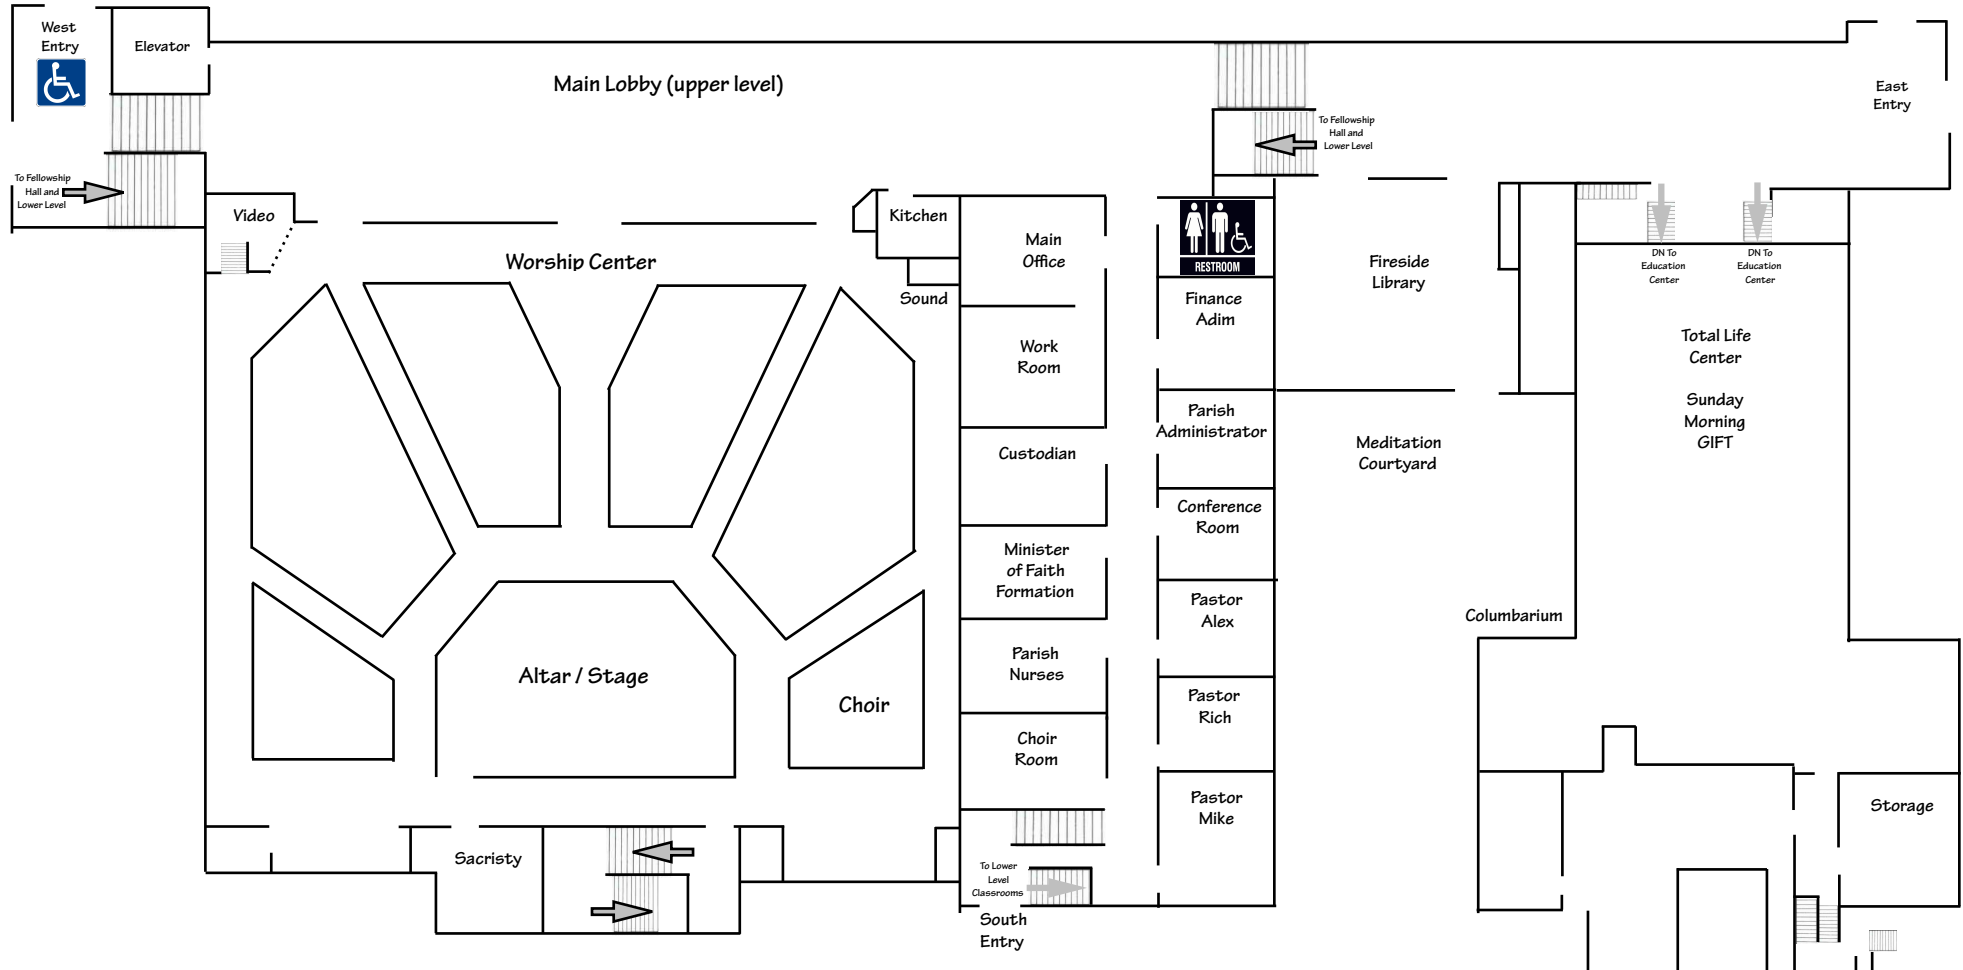 West
Entry
Elevator
Main Lobby (upper level)
East
Entry
To Fellowship
Hall and
Lower Level
To Fellowship
Hall and
Lower Level
Video
Kitchen
Main
Office
RESTROOM
Fireside
Library
DN To
Education
Center
DN To
Education
Center
Worship Center
Sound
Finance
Adim
Work
Room
Total Life
Center
Sunday
Morning
GIFT
Parish
Administrator
Meditation
Courtyard
Custodian
Conference
Room
Minister
of Faith
Formation
Pastor
Alex
Columbarium
Parish
Nurses
Altar / Stage
Choir
Pastor
Rich
Choir
Room
Pastor
Mike
Storage
Sacristy
To Lower
Level
Classrooms
South
Entry